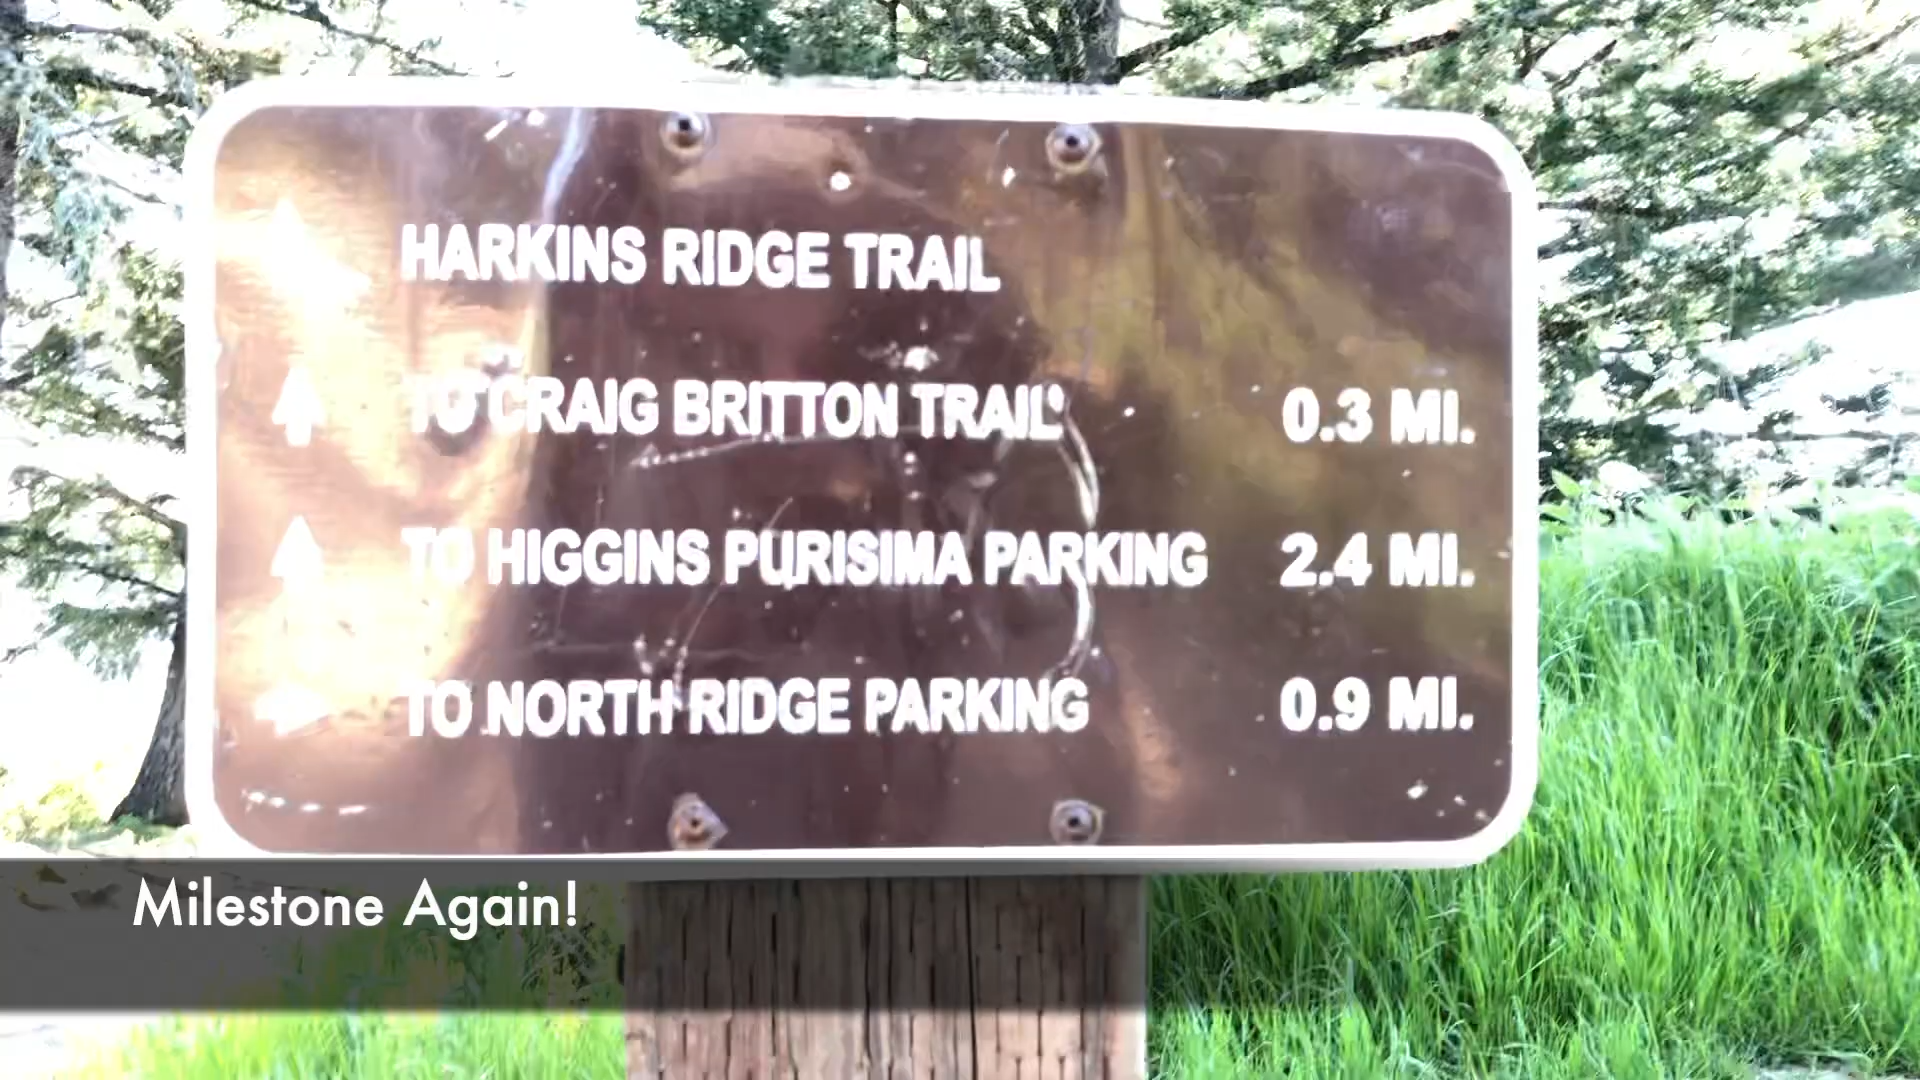 HARKINS RIDGE TRAIL
TO CRAIG BRITTON TRAIL 0.3 MI.
TO HIGGINS PURISIMA PARKING 2.4 MI.
TO NORTH RIDGE PARKING 0.9 MI.
Milestone Again!